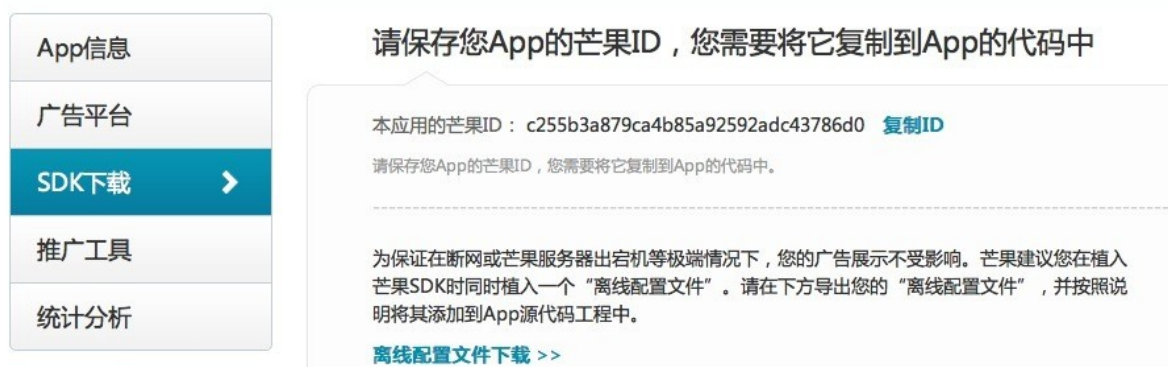 App信息
广告平台
SDK下载
推广工具
统计分析
请保存您App的芒果ID，您需要将它复制到App的代码中
本应用的芒果ID： c255b3a879ca4b85a92592adc43786d0 复制ID
请保存您App的芒果ID，您需要将它复制到App的代码中。
为保证在断网或芒果服务器出宕机等极端情况下，您的广告展示不受影响。芒果建议您在植入
芒果SDK时同时植入一个“离线配置文件”。请在下方导出您的“离线配置文件”，并按照说
明将其添加到App源代码工程中。
离线配置文件下载 >>